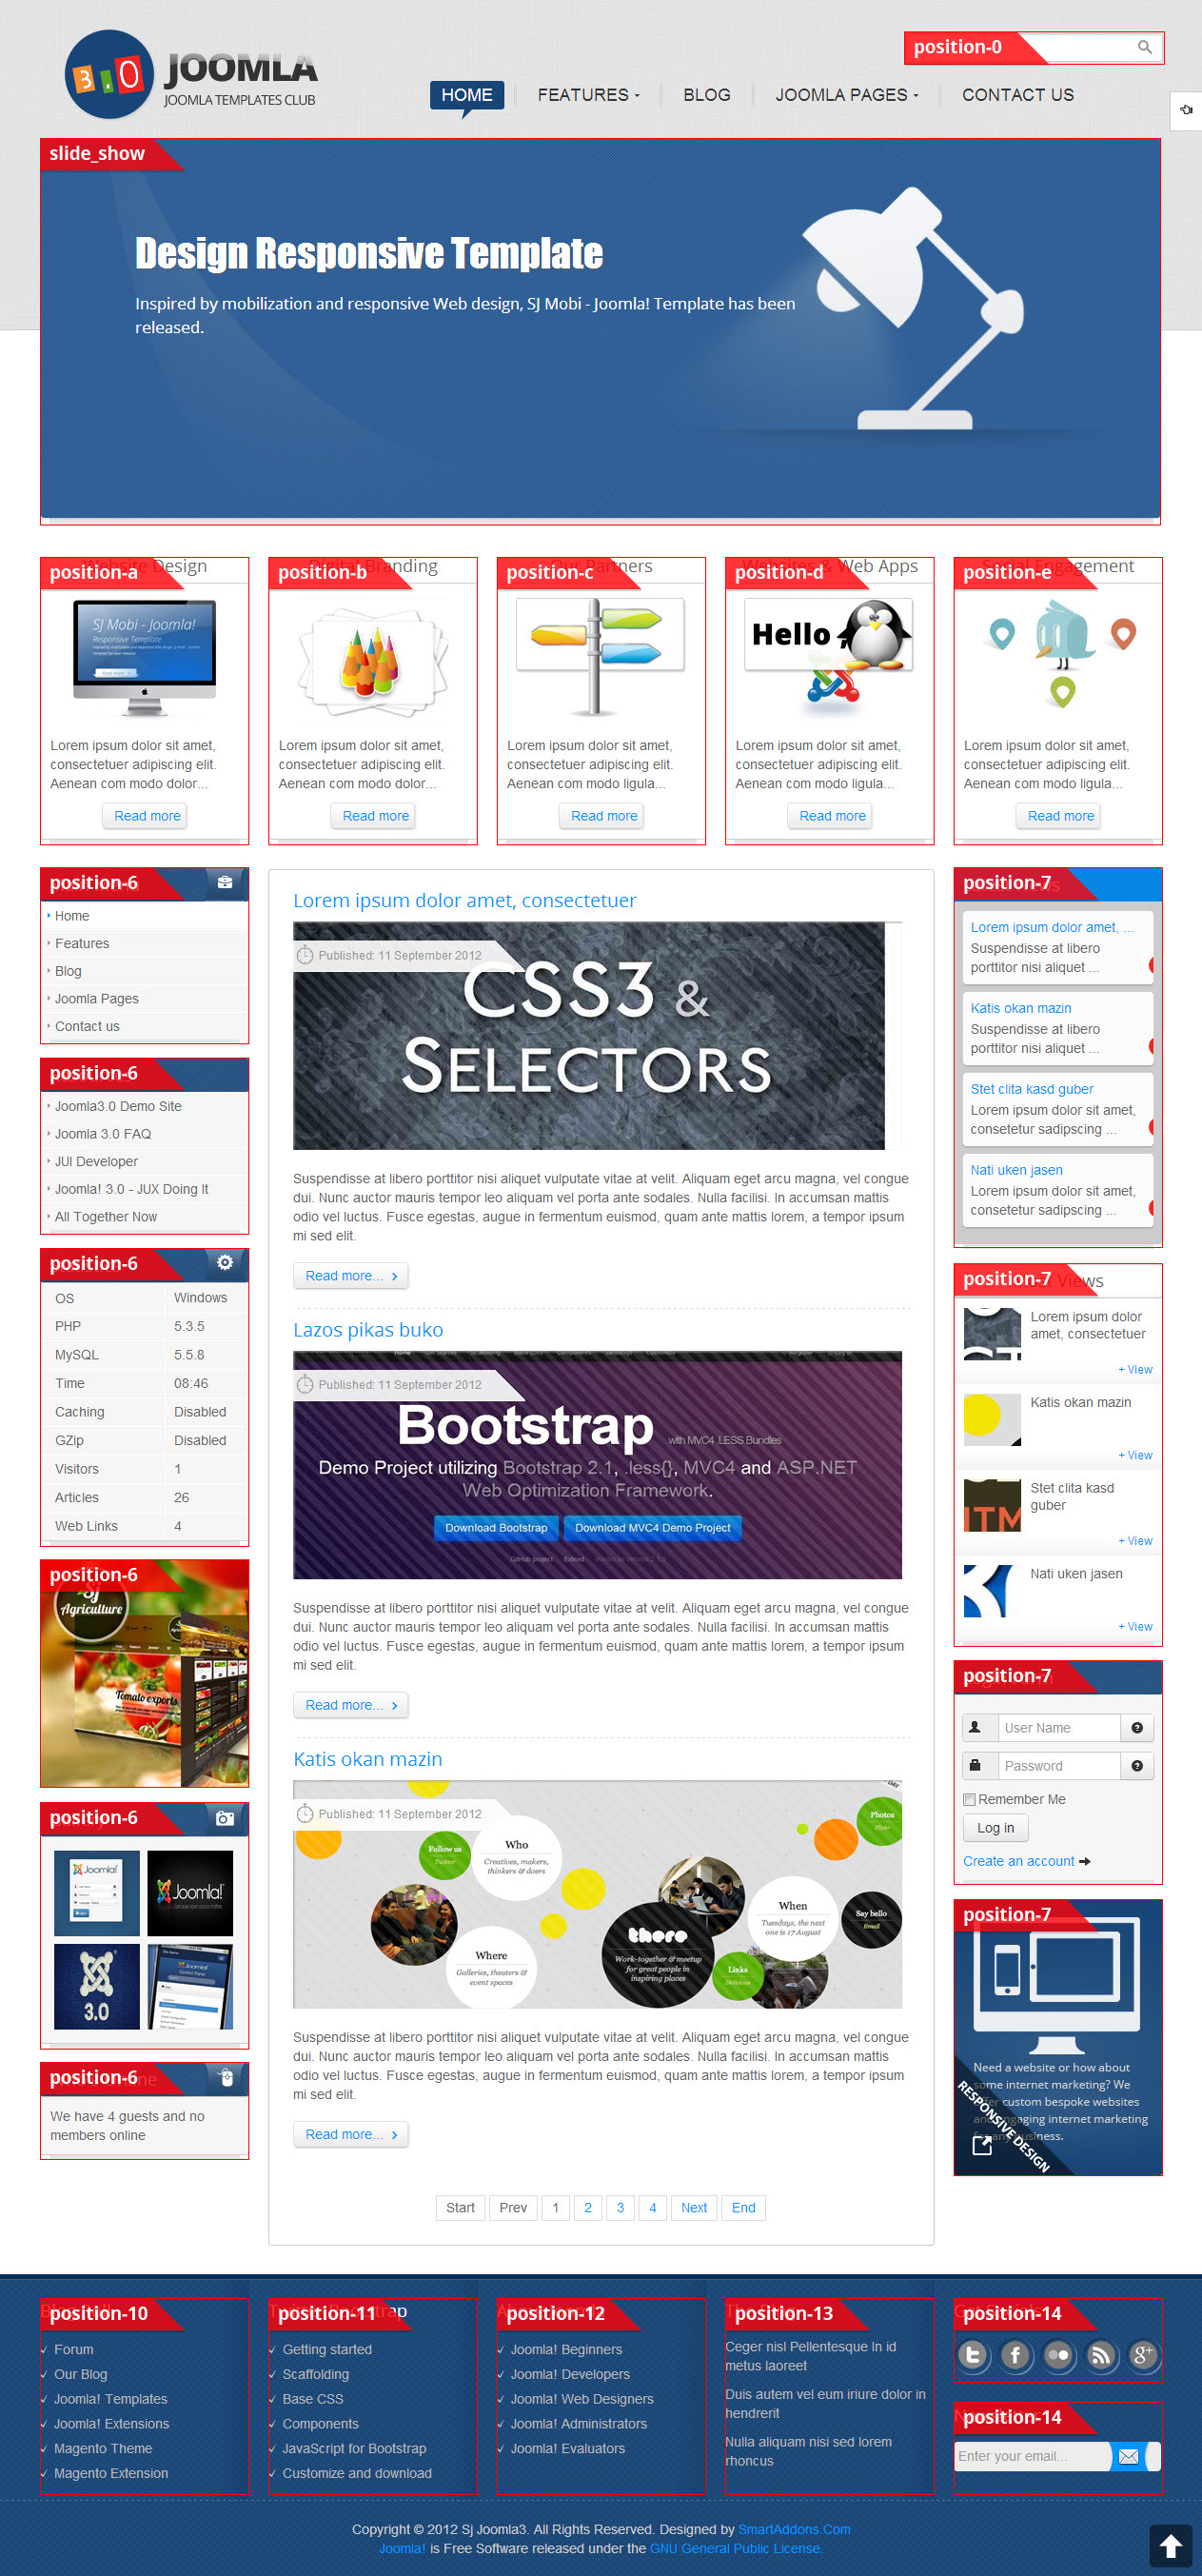 3.0 JOOMLA
JOOMLA TEMPLATES CLUB
position-0
HOME
FEATURES
BLOG
JOOMLA PAGES
CONTACT US
slide_show
Design Responsive Template
Inspired by mobilization and responsive Web design, SJ Mobi - Joomla! Template has been
released.
position-a
Website Design
SJ Mobi - Joomla!
Responsive Template
Lorem ipsum dolor sit amet,
consectetuer adipiscing elit.
Aenean com modo dolor...
Read more
position-b
Digital Branding
Lorem ipsum dolor sit amet,
consectetuer adipiscing elit.
Aenean com modo dolor...
Read more
position-c
Our Partners
Lorem ipsum dolor sit amet,
consectetuer adipiscing elit.
Aenean com modo ligula...
Read more
position-d
Websites & Web Apps
Hello
Lorem ipsum dolor sit amet,
consectetuer adipiscing elit.
Aenean com modo ligula...
Read more
position-e
Social Engagement
Lorem ipsum dolor sit amet,
consectetuer adipiscing elit.
Aenean com modo ligula...
Read more
position-6
Home
Features
Blog
Joomla Pages
Contact us
position-6
Joomla3.0 Demo Site
Joomla 3.0 FAQ
JUI Developer
Joomla! 3.0 - JUX Doing It
All Together Now
position-6
OS Windows
PHP 5.3.5
MySQL 5.5.8
Time 08:46
Caching Disabled
GZip Disabled
Visitors 1
Articles 26
Web Links 4
position-6
Sj
Agriculture
Tomato exports
position-6
Joomla!
Joomla!
3.0
position-6
We have 4 guests and no
members online
Lorem ipsum dolor amet, consectetuer
Published: 11 September 2012
CSS3 &
SELECTORS
Suspendisse at libero porttitor nisi aliquet vulputate vitae at velit. Aliquam eget arcu magna, vel congue
dui. Nunc auctor mauris tempor leo aliquam vel porta ante sodales. Nulla facilisi. In accumsan mattis
odio vel luctus. Fusce egestas, augue in fermentum euismod, quam ante mattis lorem, a tempor ipsum
mi sed elit.
Read more...
Lazos pikas buko
Published: 11 September 2012
Bootstrap with MVC4 .LESS Bundles
Demo Project utilizing Bootstrap 2.1, .less{}, MVC4 and ASP.NET
Web Optimization Framework.
Download Bootstrap
Download MVC4 Demo Project
GitHub project Extend Bootstrap Version 2.1.0
Suspendisse at libero porttitor nisi aliquet vulputate vitae at velit. Aliquam eget arcu magna, vel congue
dui. Nunc auctor mauris tempor leo aliquam vel porta ante sodales. Nulla facilisi. In accumsan mattis
odio vel luctus. Fusce egestas, augue in fermentum euismod, quam ante mattis lorem, a tempor ipsum
mi sed elit.
Read more...
Katis okan mazin
Published: 11 September 2012
Follow us
Twitter
Who
Creatives, makers,
thinkers & doers
Photos
Flickr
Where
Galleries, theaters &
event spaces
there
Work-together & meetup
for great people in
inspiring places
When
Tuesdays, the next
one is 17 August
Say hello
Email
Links
Delicious
Suspendisse at libero porttitor nisi aliquet vulputate vitae at velit. Aliquam eget arcu magna, vel congue
dui. Nunc auctor mauris tempor leo aliquam vel porta ante sodales. Nulla facilisi. In accumsan mattis
odio vel luctus. Fusce egestas, augue in fermentum euismod, quam ante mattis lorem, a tempor ipsum
mi sed elit.
Read more...
Start Prev 1 2 3 4 Next End
position-7
Lorem ipsum dolor amet, ...
Suspendisse at libero
porttitor nisi aliquet ...
Katis okan mazin
Suspendisse at libero
porttitor nisi aliquet ...
Stet clita kasd guber
Lorem ipsum dolor sit amet,
consetetur sadipscing ...
Nati uken jasen
Lorem ipsum dolor sit amet,
consetetur sadipscing ...
position-7
Views
Lorem ipsum dolor
amet, consectetuer
+ View
Katis okan mazin
+ View
Stet clita kasd
guber
+ View
Nati uken jasen
+ View
position-7
User Name
Password
Remember Me
Log in
Create an account
position-7
Need a website or how about
some internet marketing? We
offer custom bespoke websites
and engaging internet marketing
for any business.
RESPONSIVE DESIGN
position-10
Forum
Our Blog
Joomla! Templates
Joomla! Extensions
Magento Theme
Magento Extension
position-11
Twitter Bootstrap
Getting started
Scaffolding
Base CSS
Components
JavaScript for Bootstrap
Customize and download
position-12
Joomla! Beginners
Joomla! Developers
Joomla! Web Designers
Joomla! Administrators
Joomla! Evaluators
position-13
Ceger nisl Pellentesque In id
metus laoreet
Duis autem vel eum iriure dolor in
hendrerit
Nulla aliquam nisi sed lorem
rhoncus
position-14
position-14
Enter your email...
Copyright © 2012 Sj Joomla3. All Rights Reserved. Designed by SmartAddons.Com
Joomla! is Free Software released under the GNU General Public License.